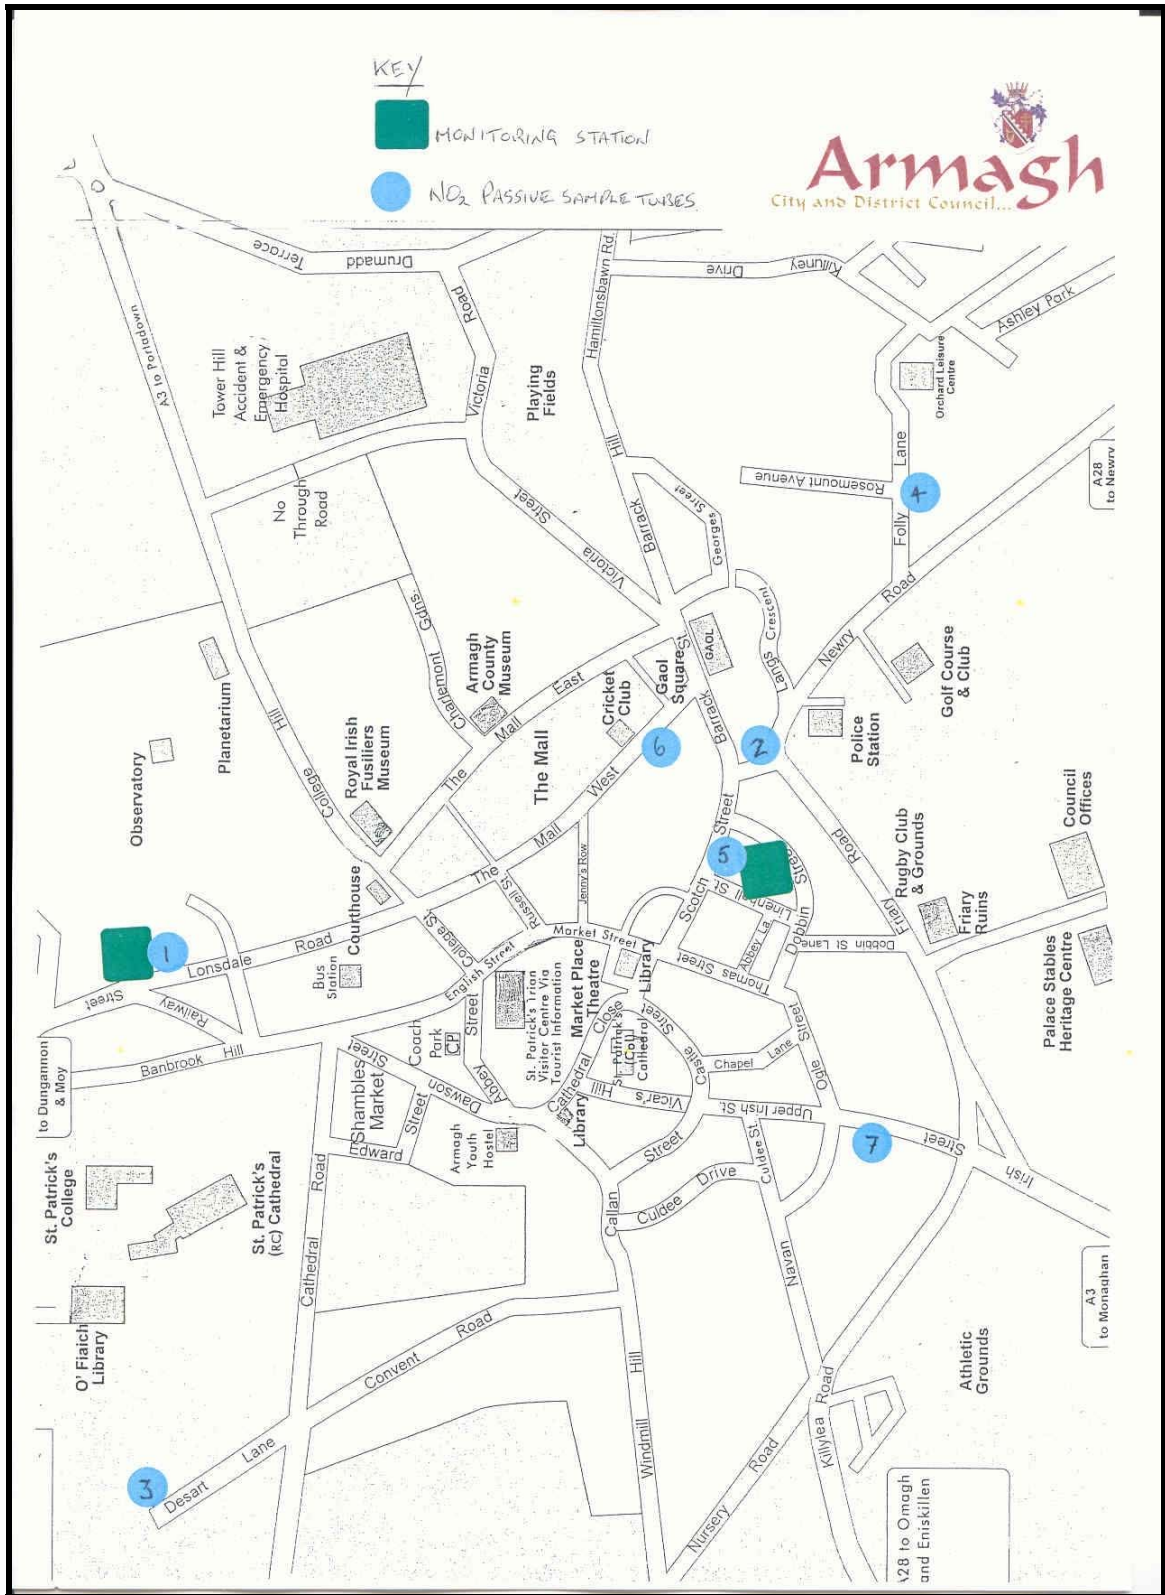 KEY
MONITORING STATION
NO₂ PASSIVE SAMPLE TUBES
Armagh
City and District Council...
A3 to Portadown
Terrace
Drumadd
Road
Victoria
Tower Hill
Accident &
Emergency
Hospital
Playing
Fields
Hamiltonsbawn Rd.
Drive
Killuney
Ashley Park
Orchard Leisure
Centre
Hill
Lane
Rosemount Avenue
4
Folly
A28
to Newry
No
Through
Road
Street
Victoria
Barrack
Street
Georges
Road
Newry
Langs Crescent
GAOL
Gaol
Square
St.
Barrack
Golf Course
& Club
Police
Station
Charlemont Gdns.
Armagh
County
Museum
East
Mall
The
Cricket
Club
The Mall
West
Mall
The
6
2
Planetarium
Observatory
Hill
College
Royal Irish
Fusiliers
Museum
Courthouse
Russell St.
Jenny's Row
Street
Scotch
5
Linenhall St.
Street
Dobbin
Abbey La.
Road
Friary
Rugby Club
& Grounds
Friary
Ruins
Council
Offices
Palace Stables
Heritage Centre
1
Lonsdale
Road
Street
Railway
Bus
Station
College St.
English Street
Market Street
Market Place
Theatre
Library
Thomas Street
Dobbin St Lane
Banbrook Hill
to Dungannon
& Moy
Coach
Park
CP
Street
Abbey
St. Patrick's Trian
Visitor Centre Via
Tourist Information
Cathedral
Close
St. Patrick's
(CoI)
Cathedral
Street
Castle
Chapel
Lane
Street
Ogle
Vicar's Hill
Library
Upper Irish St.
Shambles
Market
Street
Dawson
Street
Edward
Armagh
Youth
Hostel
Street
Callan
Culdee
Drive
Culdee St.
7
Street
Irish
St. Patrick's
College
St. Patrick's
(RC) Cathedral
O' Fiaich
Library
Road
Cathedral
Convent
Road
Navan
Hill
Windmill
Road
Killylea
Athletic
Grounds
A3
to Monaghan
3
Desart
Lane
Nursery
Road
A28 to Omagh
and Eniskillen